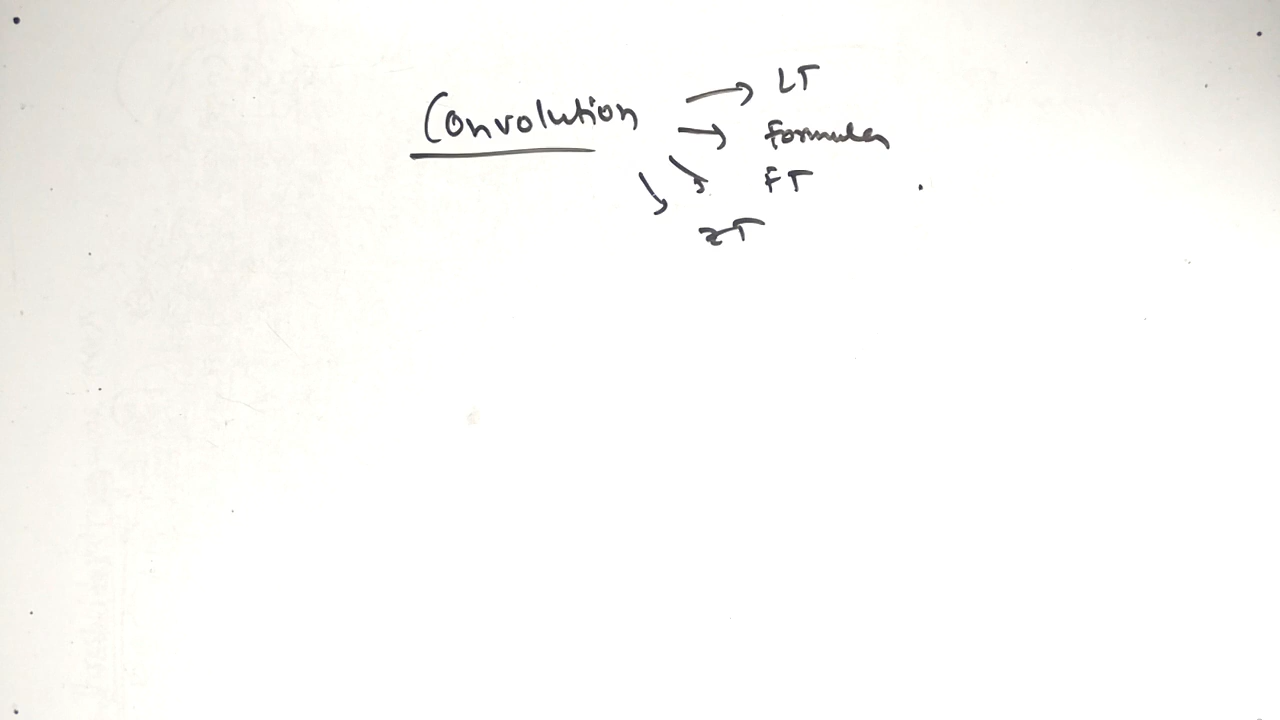 Convolution → LT
→ Formula
↘ FT
↘ ZT